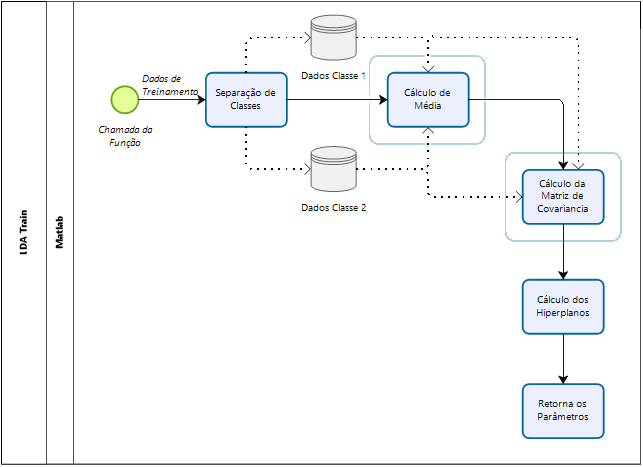 LDA Train
Matlab
Chamada da
Função
Dados de
Treinamento
Separação de
Classes
Dados Classe 1
Dados Classe 2
Cálculo de
Média
Cálculo da
Matriz de
Covariancia
Cálculo dos
Hiperplanos
Retorna os
Parâmetros